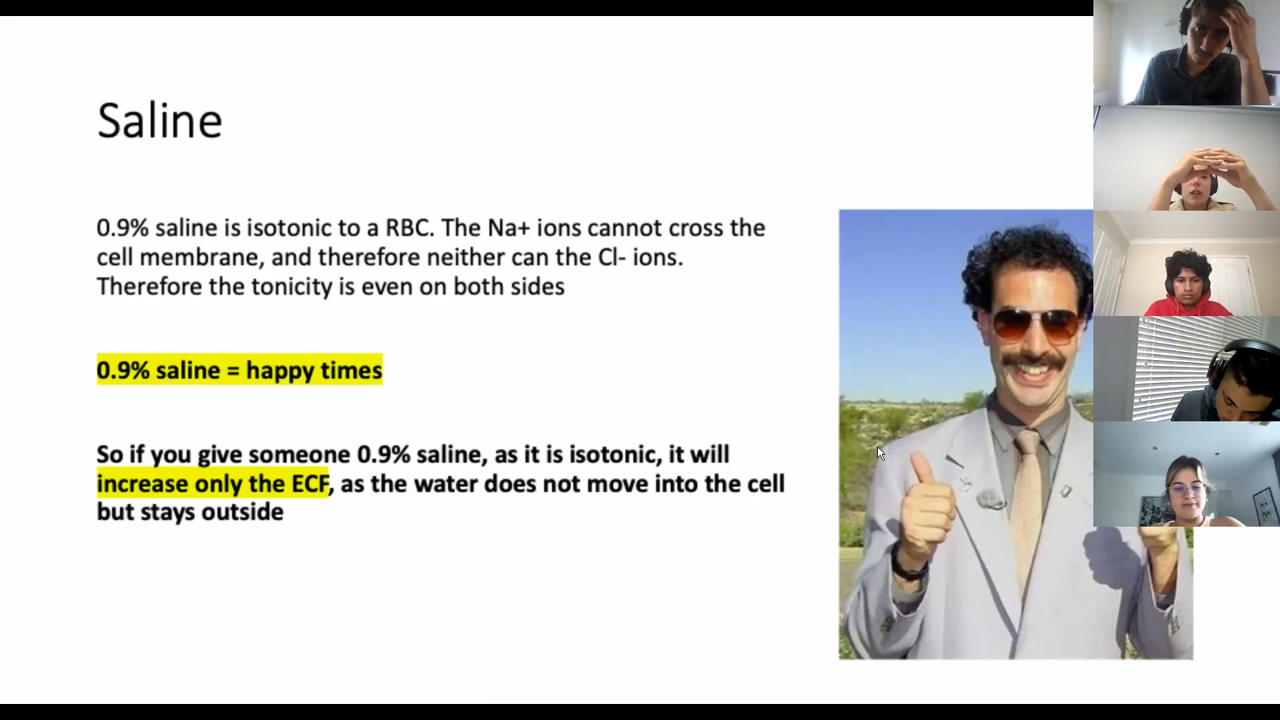 Saline
0.9% saline is isotonic to a RBC. The Na+ ions cannot cross the
cell membrane, and therefore neither can the Cl- ions.
Therefore the tonicity is even on both sides
0.9% saline = happy times
So if you give someone 0.9% saline, as it is isotonic, it will
increase only the ECF, as the water does not move into the cell
but stays outside